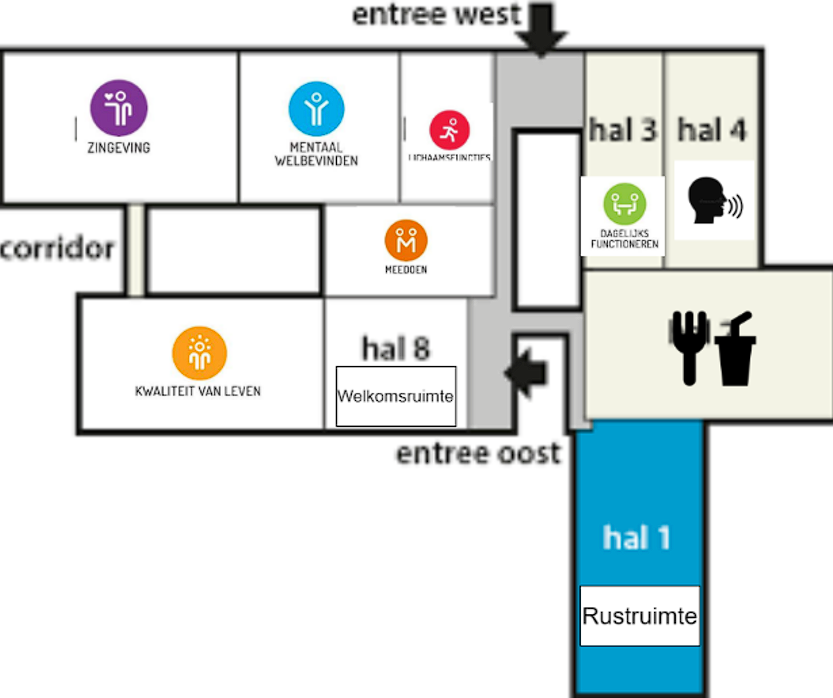 entree west
ZINGEVING
MENTAAL
WELBEVINDEN
LICHAAMSFUNCTIES
hal 3
hal 4
DAGELIJKS
FUNCTIONEREN
corridor
MEEDOEN
KWALITEIT VAN LEVEN
hal 8
Welkomsruimte
entree oost
hal 1
Rustruimte